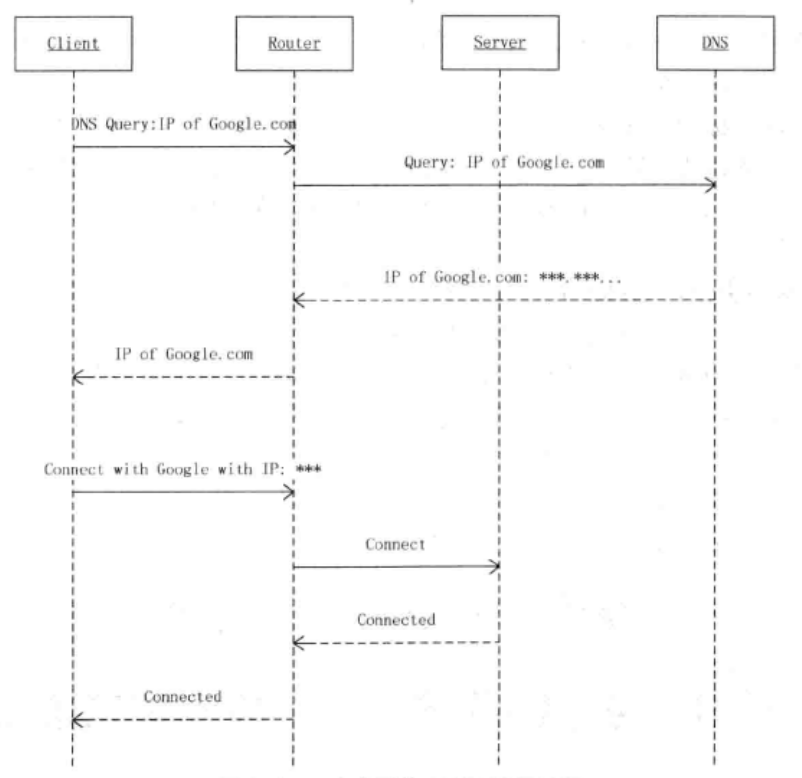 Client
Router
Server
DNS
DNS Query:IP of Google.com
Query: IP of Google.com
IP of Google.com: ***.***...
IP of Google.com
Connect with Google with IP: ***
Connect
Connected
Connected